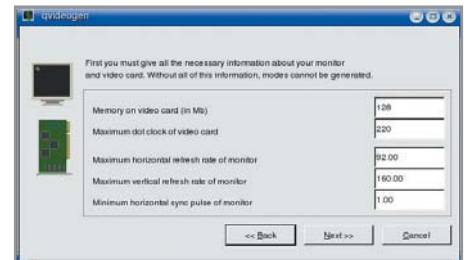 qvideogen
First you must give all the necessary information about your monitor
and video card. Without all of this information, modes cannot be generated.
Memory on video card (in Mb)
128
Maximum dot clock of video card
220
Maximum horizontal refresh rate of monitor
92.00
Maximum vertical refresh rate of monitor
160.00
Minimum horizontal sync pulse of monitor
1.00
<< Back
Next >>
Cancel